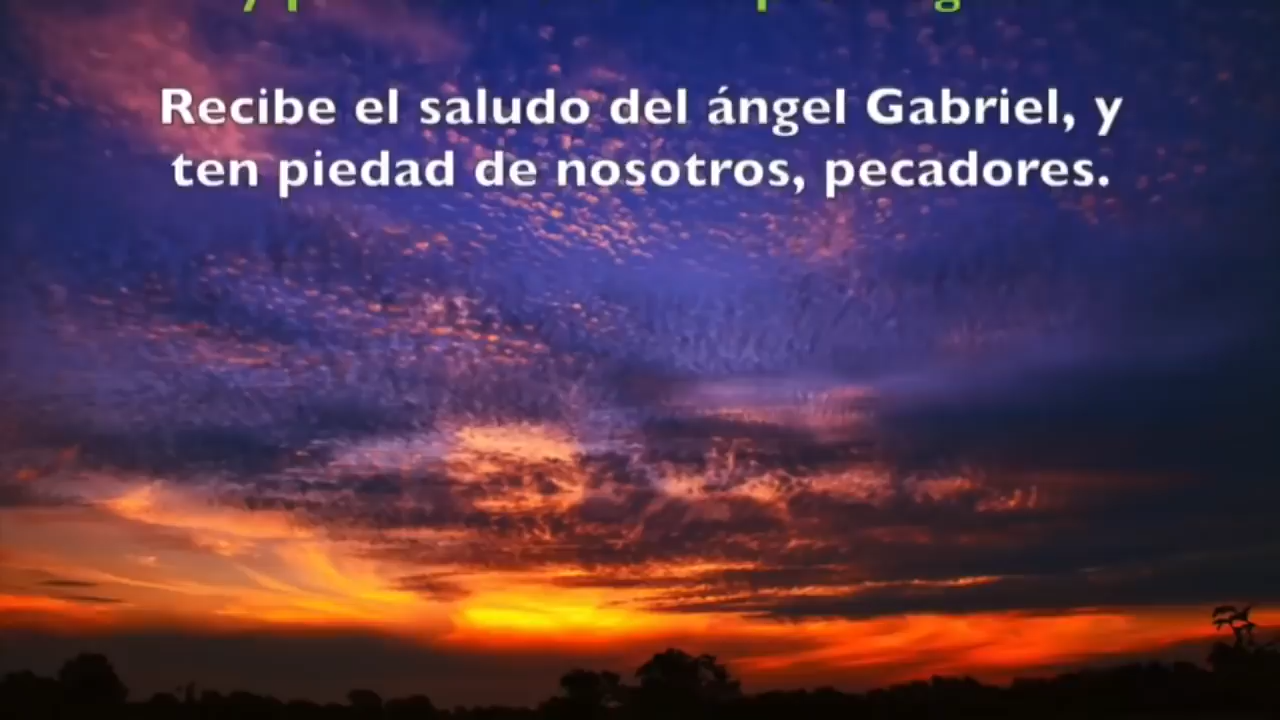 Recibe el saludo del ángel Gabriel, y
ten piedad de nosotros, pecadores.